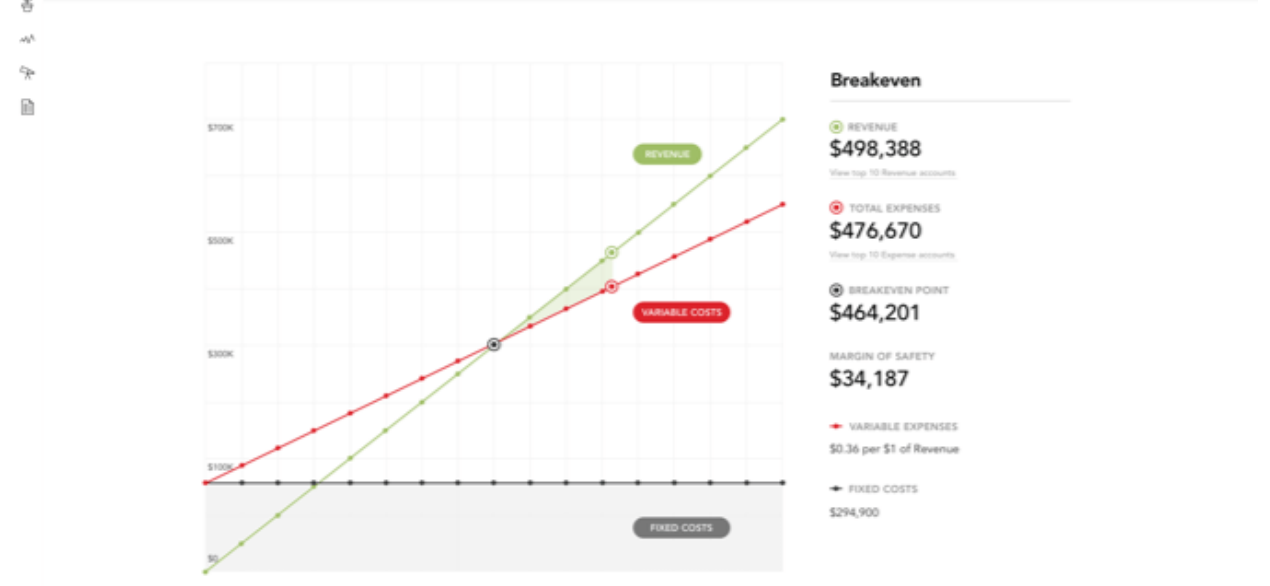 Breakeven
$700K
REVENUE
REVENUE
$498,388
View top 10 Revenue accounts
TOTAL EXPENSES
$476,670
View top 10 Expense accounts
$500K
BREAKEVEN POINT
$464,201
VARIABLE COSTS
$300K
MARGIN OF SAFETY
$34,187
VARIABLE EXPENSES
$0.36 per $1 of Revenue
$100K
FIXED COSTS
$294,900
FIXED COSTS
$0